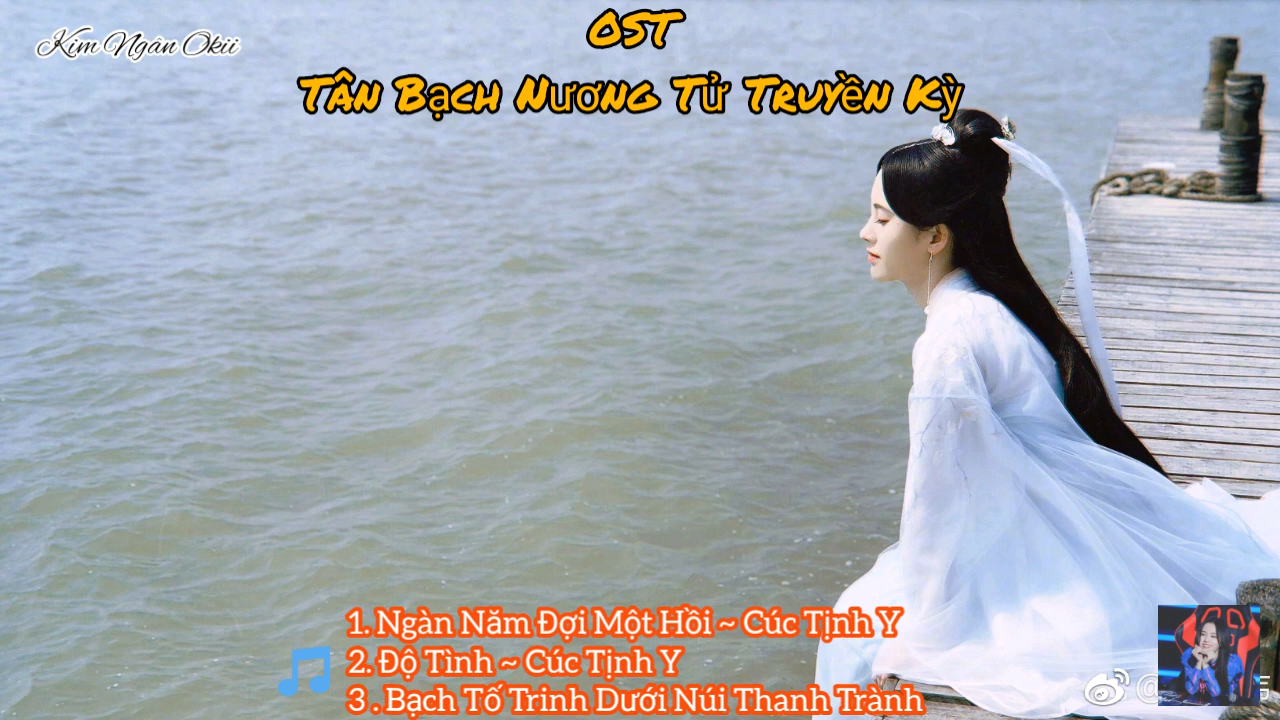 Kim Ngân Okii
OST
Tân Bạch Nương Tử Truyền Kỳ
1. Ngàn Năm Đợi Một Hồi ~ Cúc Tịnh Y
2. Độ Tình ~ Cúc Tịnh Y
3 . Bạch Tố Trinh Dưới Núi Thanh Trành
@